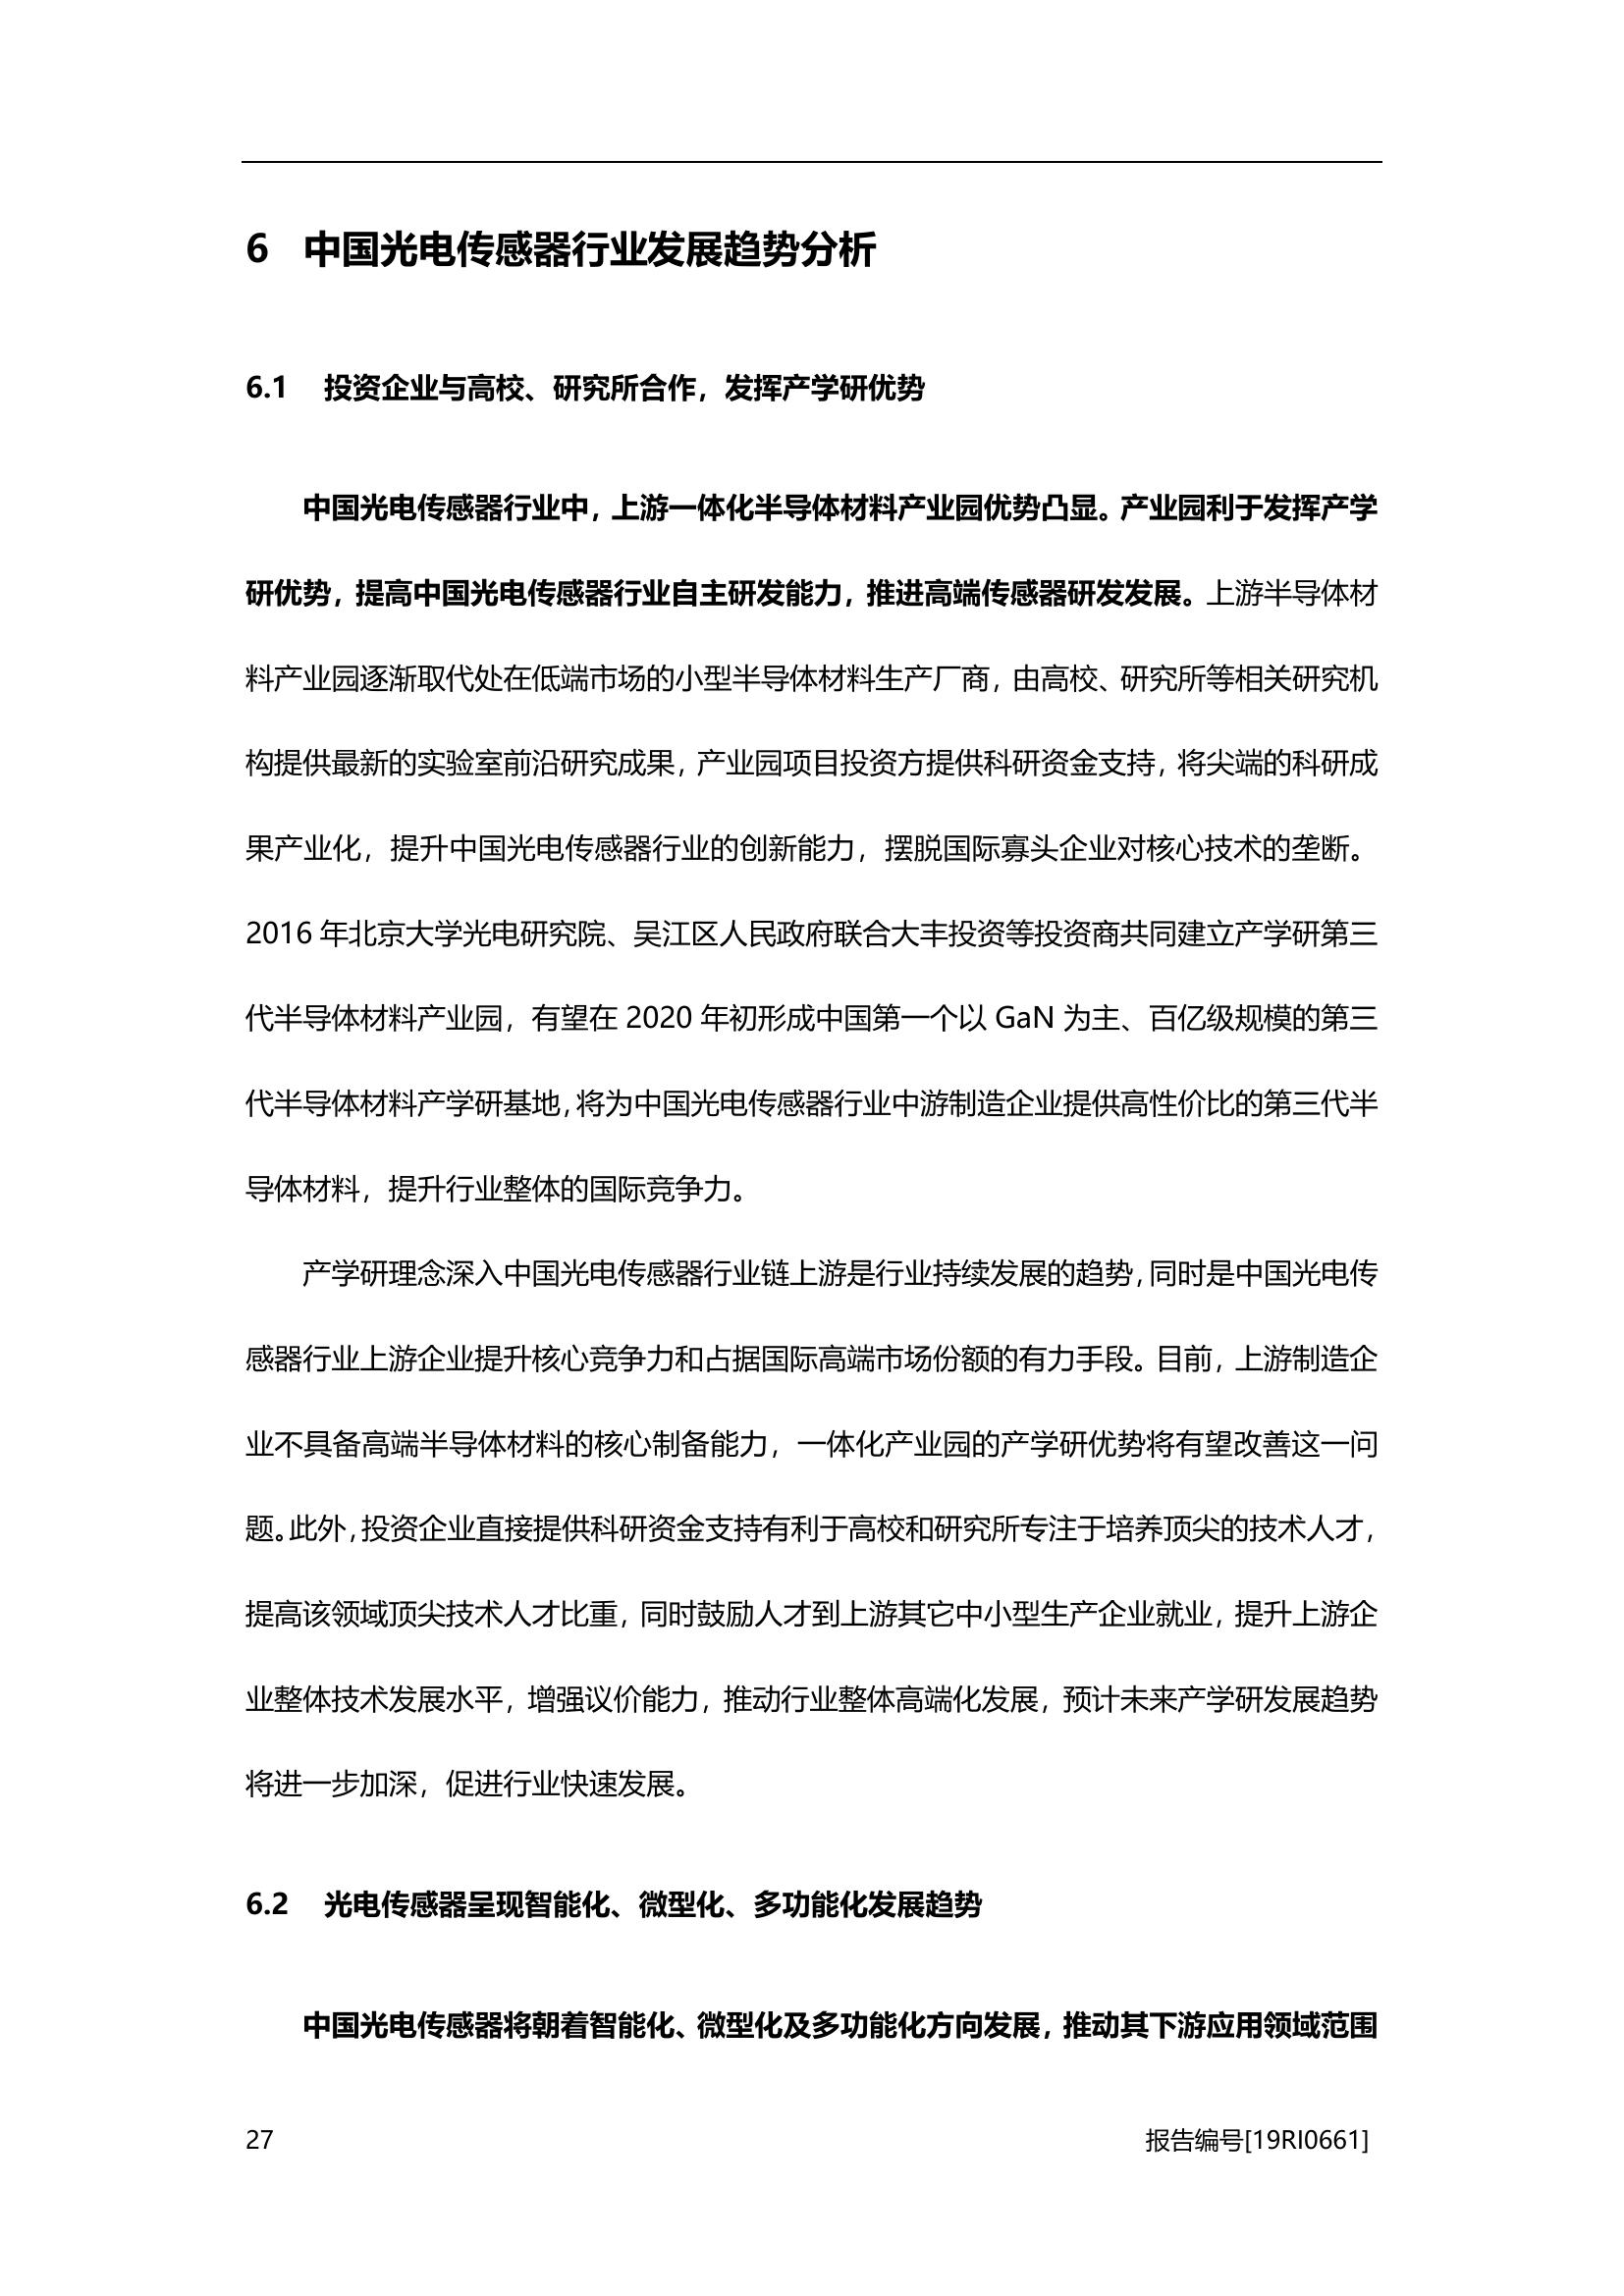 6 中国光电传感器行业发展趋势分析
6.1 投资企业与高校、研究所合作，发挥产学研优势
中国光电传感器行业中，上游一体化半导体材料产业园优势凸显。产业园利于发挥产学
研优势，提高中国光电传感器行业自主研发能力，推进高端传感器研发发展。上游半导体材
料产业园逐渐取代处在低端市场的小型半导体材料生产厂商，由高校、研究所等相关研究机
构提供最新的实验室前沿研究成果，产业园项目投资方提供科研资金支持，将尖端的科研成
果产业化，提升中国光电传感器行业的创新能力，摆脱国际寡头企业对核心技术的垄断。
2016 年北京大学光电研究院、吴江区人民政府联合大丰投资等投资商共同建立产学研第三
代半导体材料产业园，有望在 2020 年初形成中国第一个以 GaN 为主、百亿级规模的第三
代半导体材料产学研基地，将为中国光电传感器行业中游制造企业提供高性价比的第三代半
导体材料，提升行业整体的国际竞争力。
产学研理念深入中国光电传感器行业链上游是行业持续发展的趋势，同时是中国光电传
感器行业上游企业提升核心竞争力和占据国际高端市场份额的有力手段。目前，上游制造企
业不具备高端半导体材料的核心制备能力，一体化产业园的产学研优势将有望改善这一问
题。此外，投资企业直接提供科研资金支持有利于高校和研究所专注于培养顶尖的技术人才，
提高该领域顶尖技术人才比重，同时鼓励人才到上游其它中小型生产企业就业，提升上游企
业整体技术发展水平，增强议价能力，推动行业整体高端化发展，预计未来产学研发展趋势
将进一步加深，促进行业快速发展。
6.2 光电传感器呈现智能化、微型化、多功能化发展趋势
中国光电传感器将朝着智能化、微型化及多功能化方向发展，推动其下游应用领域范围
27 报告编号[19RI0661]